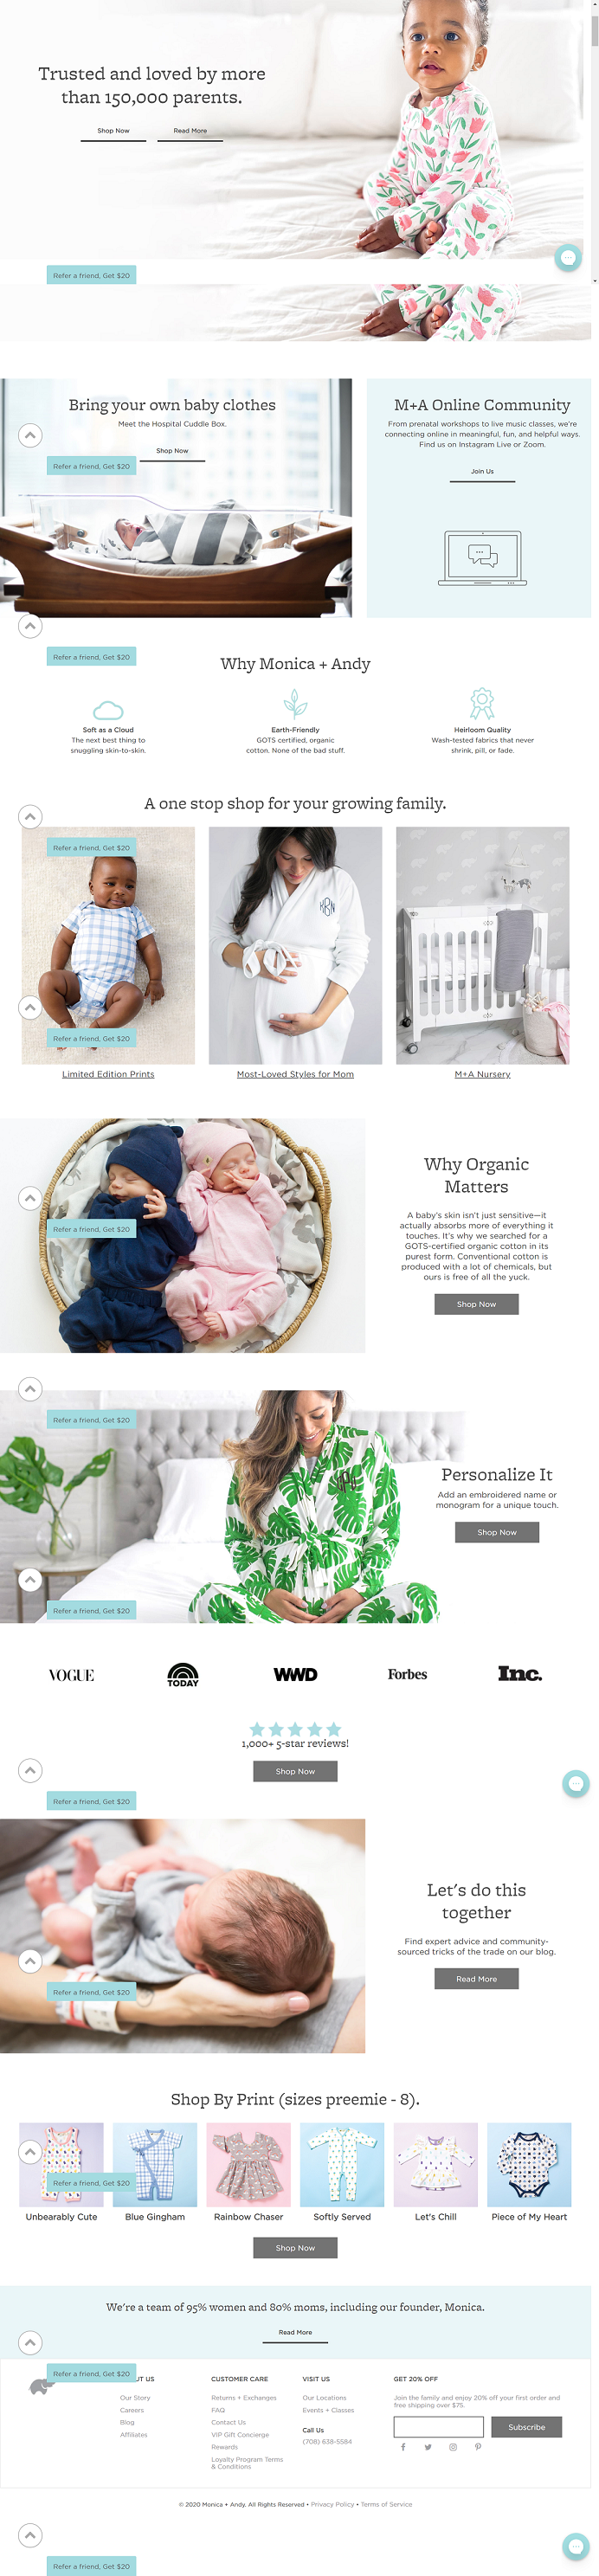 Trusted and loved by more
than 150,000 parents.
Shop Now
Read More
Refer a friend, Get $20
Bring your own baby clothes
Meet the Hospital Cuddle Box.
Shop Now
Refer a friend, Get $20
M+A Online Community
From prenatal workshops to live music classes, we're
connecting online in meaningful, fun, and helpful ways.
Find us on Instagram Live or Zoom.
Join Us
Refer a friend, Get $20
Why Monica + Andy
Soft as a Cloud
The next best thing to
snuggling skin-to-skin.
Earth-Friendly
GOTS certified, organic
cotton. None of the bad stuff.
Heirloom Quality
Wash-tested fabrics that never
shrink, pill, or fade.
A one stop shop for your growing family.
Refer a friend, Get $20
Refer a friend, Get $20
Limited Edition Prints
Most-Loved Styles for Mom
M+A Nursery
Refer a friend, Get $20
Why Organic
Matters
A baby's skin isn't just sensitive—it
actually absorbs more of everything it
touches. It's why we searched for a
GOTS-certified organic cotton in its
purest form. Conventional cotton is
produced with a lot of chemicals, but
ours is free of all the yuck.
Shop Now
Refer a friend, Get $20
Personalize It
Add an embroidered name or
monogram for a unique touch.
Shop Now
Refer a friend, Get $20
VOGUE
TODAY
WWD
Forbes
Inc.
1,000+ 5-star reviews!
Shop Now
Refer a friend, Get $20
Let's do this
together
Find expert advice and community-
sourced tricks of the trade on our blog.
Read More
Refer a friend, Get $20
Shop By Print (sizes preemie - 8).
Refer a friend, Get $20
Unbearably Cute
Blue Gingham
Rainbow Chaser
Softly Served
Let's Chill
Piece of My Heart
Shop Now
We're a team of 95% women and 80% moms, including our founder, Monica.
Read More
Refer a friend, Get $20
UT US
Our Story
Careers
Blog
Affiliates
CUSTOMER CARE
Returns + Exchanges
FAQ
Contact Us
VIP Gift Concierge
Rewards
Loyalty Program Terms
& Conditions
VISIT US
Our Locations
Events + Classes
Call Us
(708) 638-5584
GET 20% OFF
Join the family and enjoy 20% off your first order and
free shipping over $75.
Subscribe
© 2020 Monica + Andy. All Rights Reserved • Privacy Policy • Terms of Service
Refer a friend, Get $20